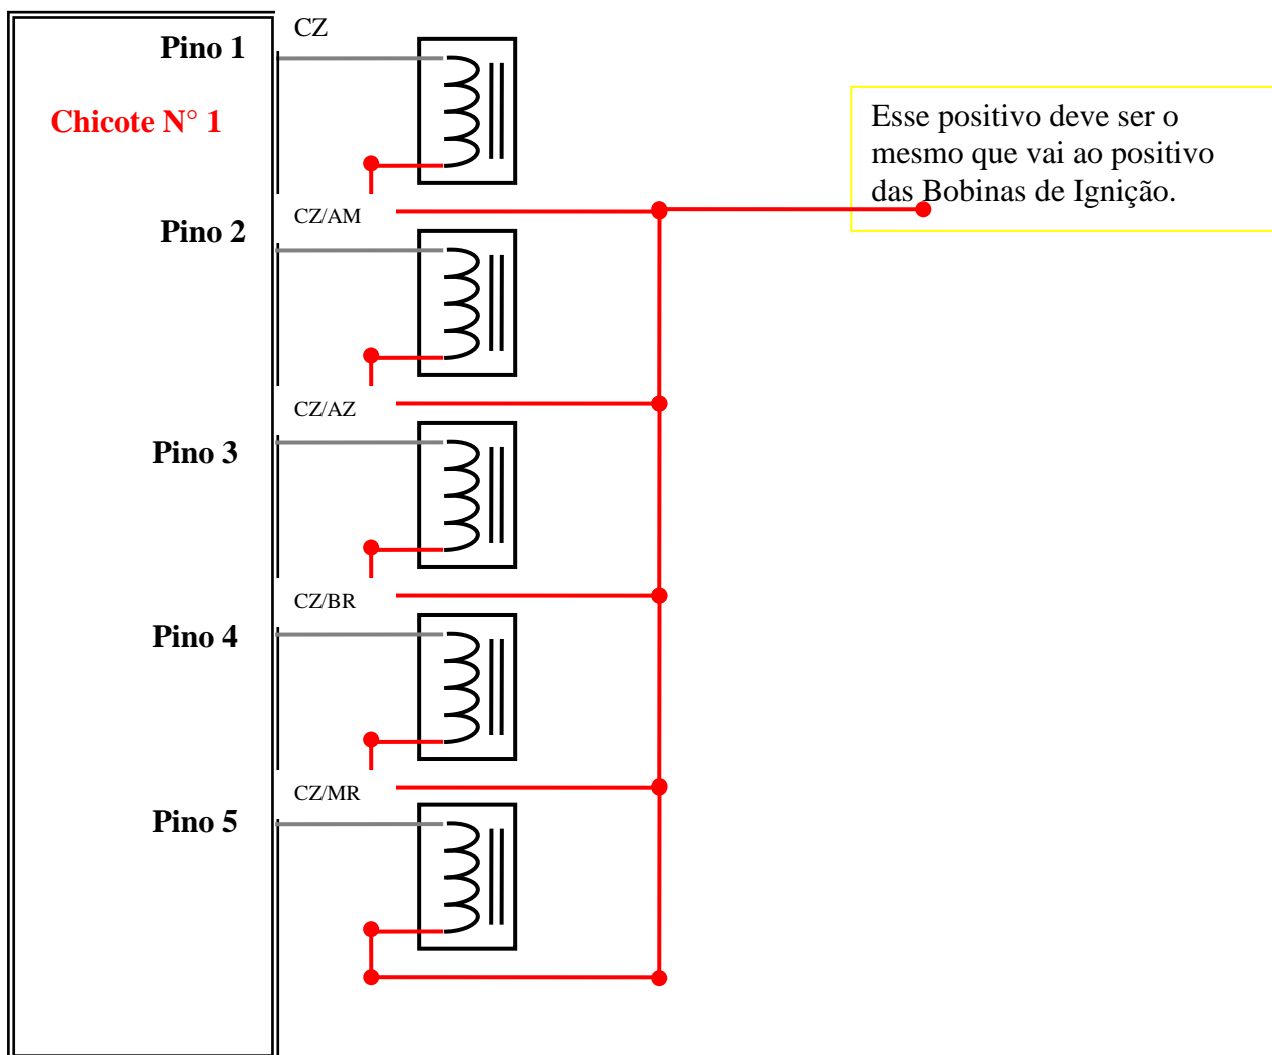 CZ
Pino 1
Chicote N° 1
Esse positivo deve ser o
mesmo que vai ao positivo
das Bobinas de Ignição.
CZ/AM
Pino 2
CZ/AZ
Pino 3
CZ/BR
Pino 4
CZ/MR
Pino 5